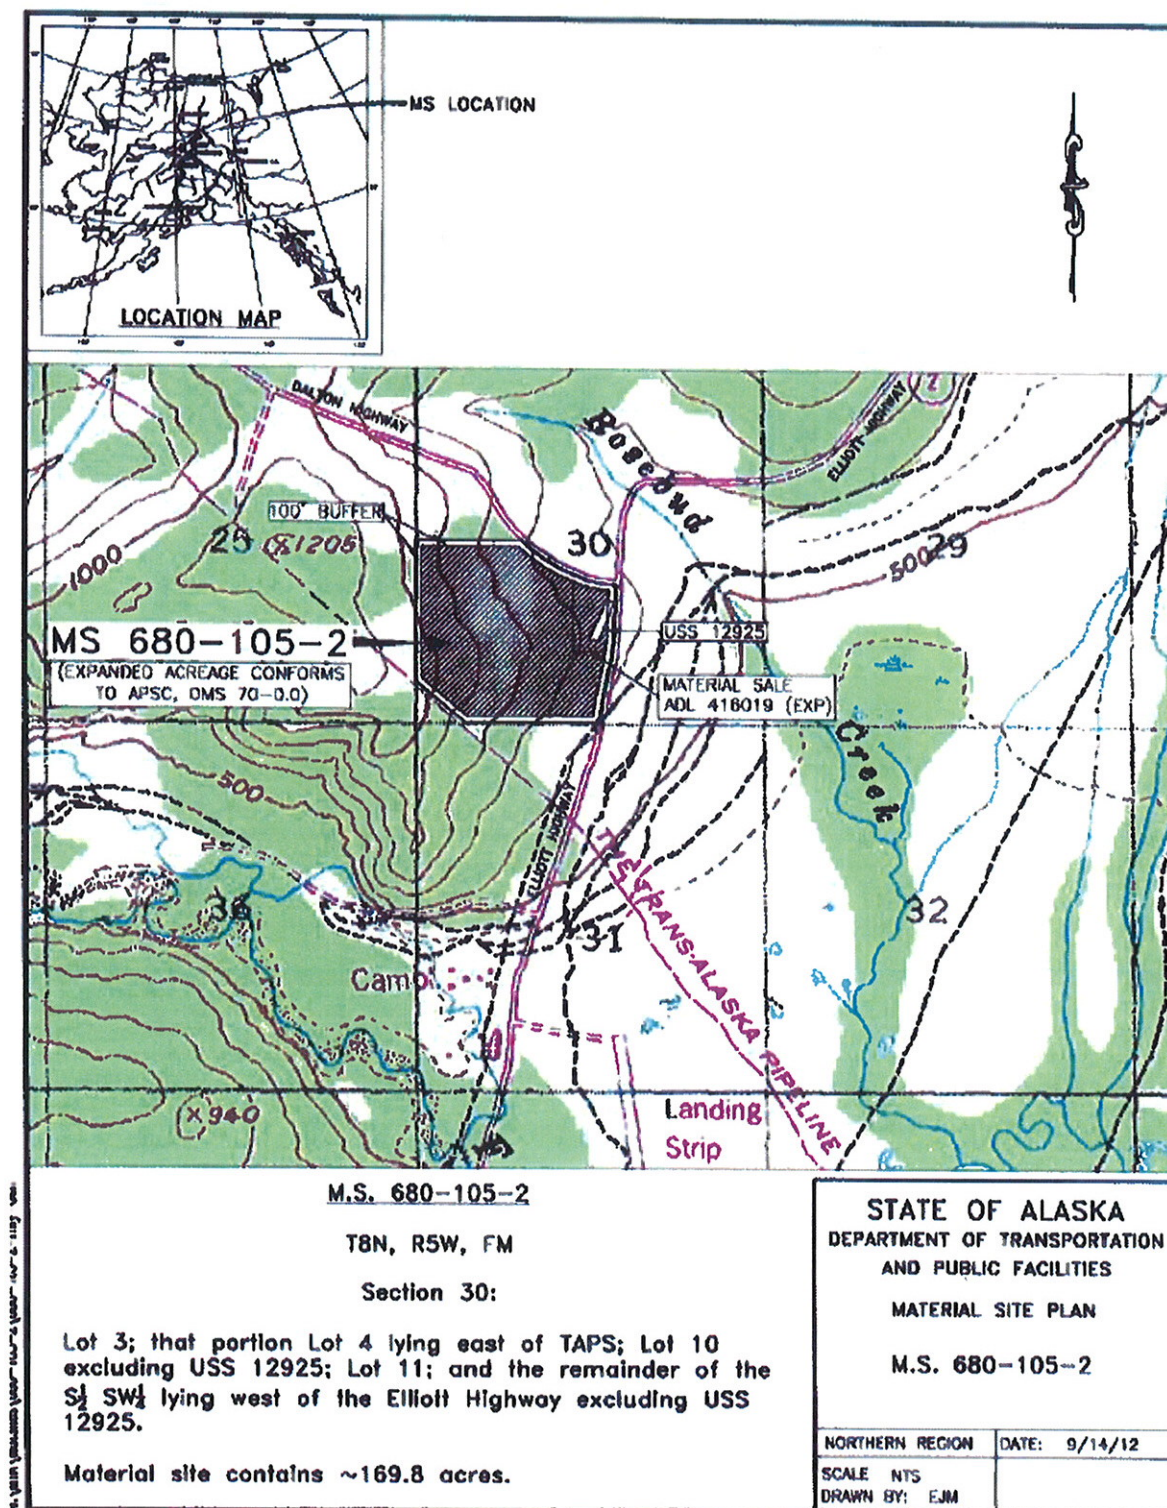 MS LOCATION
LOCATION MAP
DALTON HIGHWAY
Rosebud
ELLIOTT HIGHWAY
100' BUFFER
25
1205
30
29
500
1000
MS 680-105-2
(EXPANDED ACREAGE CONFORMS
TO APSC, OMS 70-0.0)
USS 12925
MATERIAL SALE
ADL 416019 (EXP)
Creek
500
ELLIOTT HIGHWAY
THE TRANS-ALASKA PIPELINE
36
31
32
Camp
X 940
Landing
Strip
M.S. 680-105-2
T8N, R5W, FM
Section 30:
Lot 3; that portion Lot 4 lying east of TAPS; Lot 10
excluding USS 12925; Lot 11; and the remainder of the
S½ SW¼ lying west of the Elliott Highway excluding USS
12925.
Material site contains ~169.8 acres.
STATE OF ALASKA
DEPARTMENT OF TRANSPORTATION
AND PUBLIC FACILITIES
MATERIAL SITE PLAN
M.S. 680-105-2
NORTHERN REGION
DATE: 9/14/12
SCALE NTS
DRAWN BY: EJM